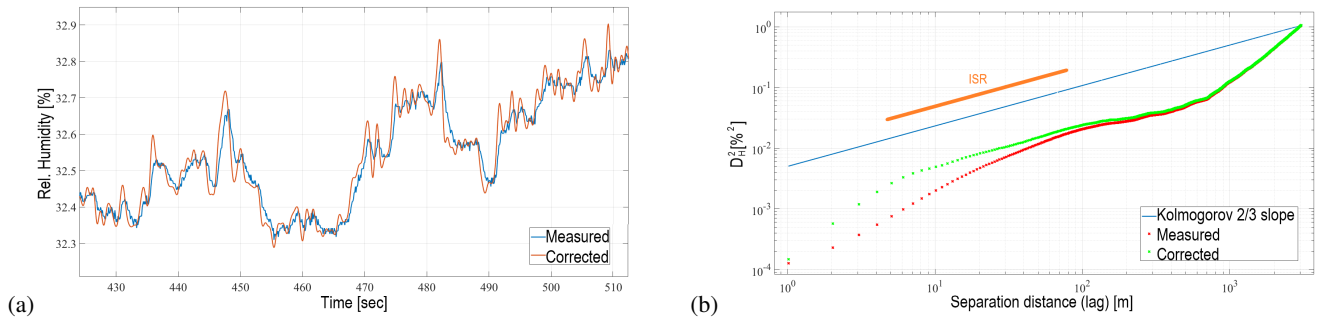 32.9
32.8
32.7
32.6
32.5
32.4
32.3
Rel. Humidity [%]
430 440 450 460 470 480 490 500 510
Time [sec]
Measured
Corrected
(a)
10^0
10^-1
10^-2
10^-3
10^-4
D_H^2[%^2]
ISR
Kolmogorov 2/3 slope
Measured
Corrected
10^0 10^1 10^2 10^3
Separation distance (lag) [m]
(b)